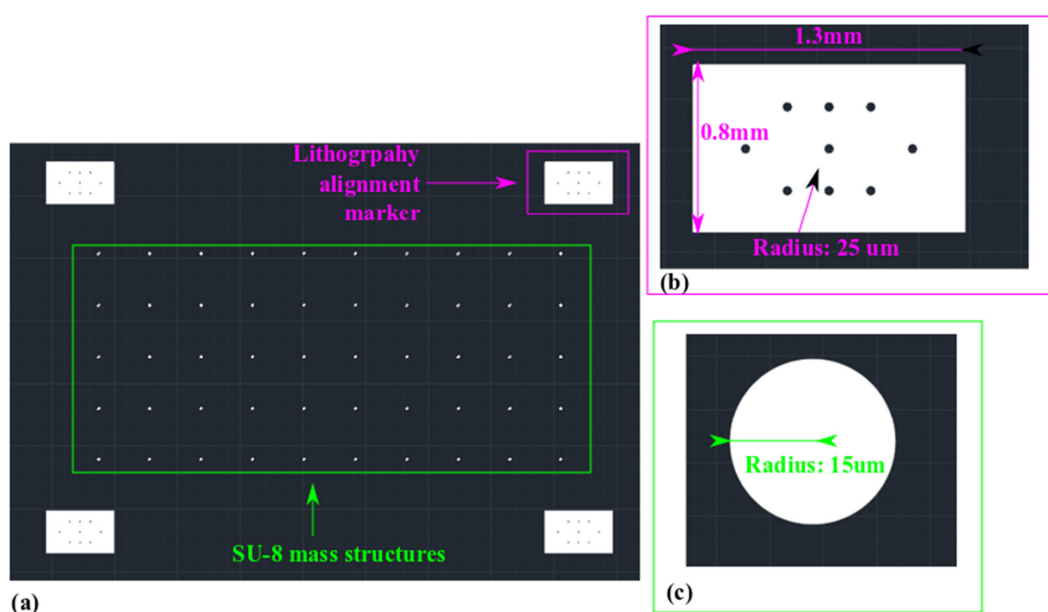 Lithogrpahy
alignment
marker
SU-8 mass structures
(a)
1.3mm
0.8mm
Radius: 25 um
(b)
Radius: 15um
(c)